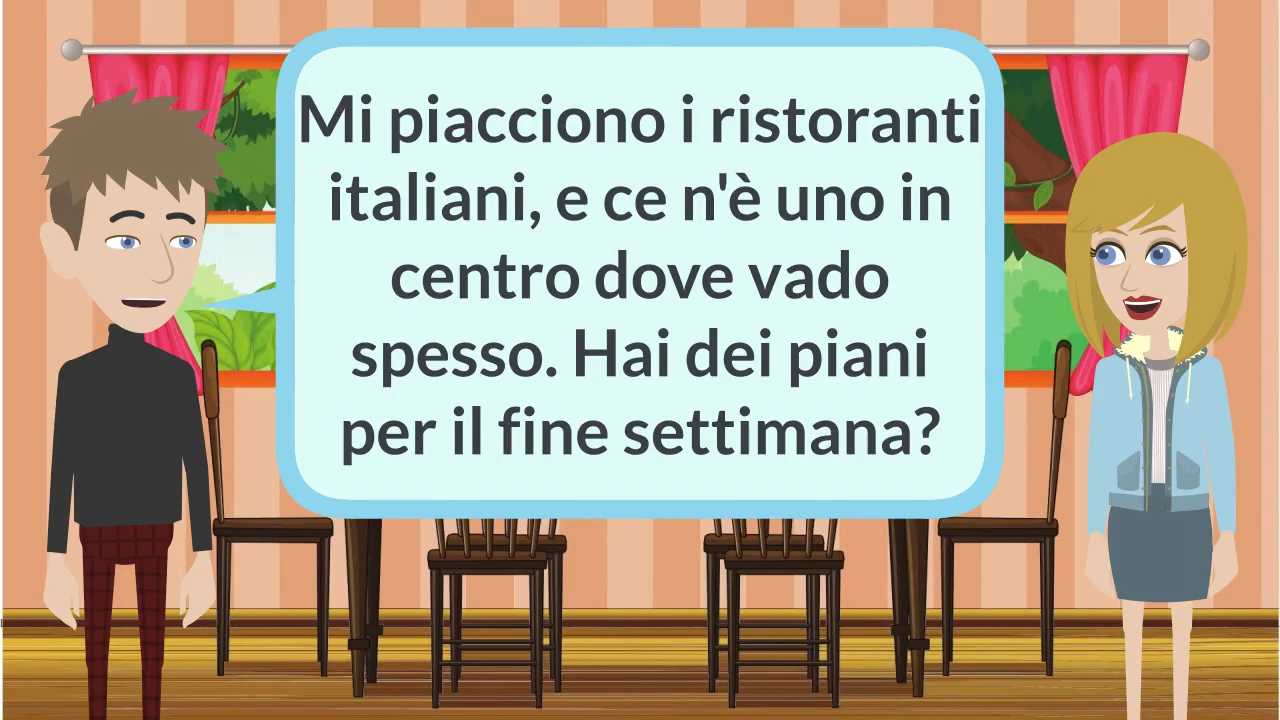 Mi piacciono i ristoranti
italiani, e ce n'è uno in
centro dove vado
spesso. Hai dei piani
per il fine settimana?